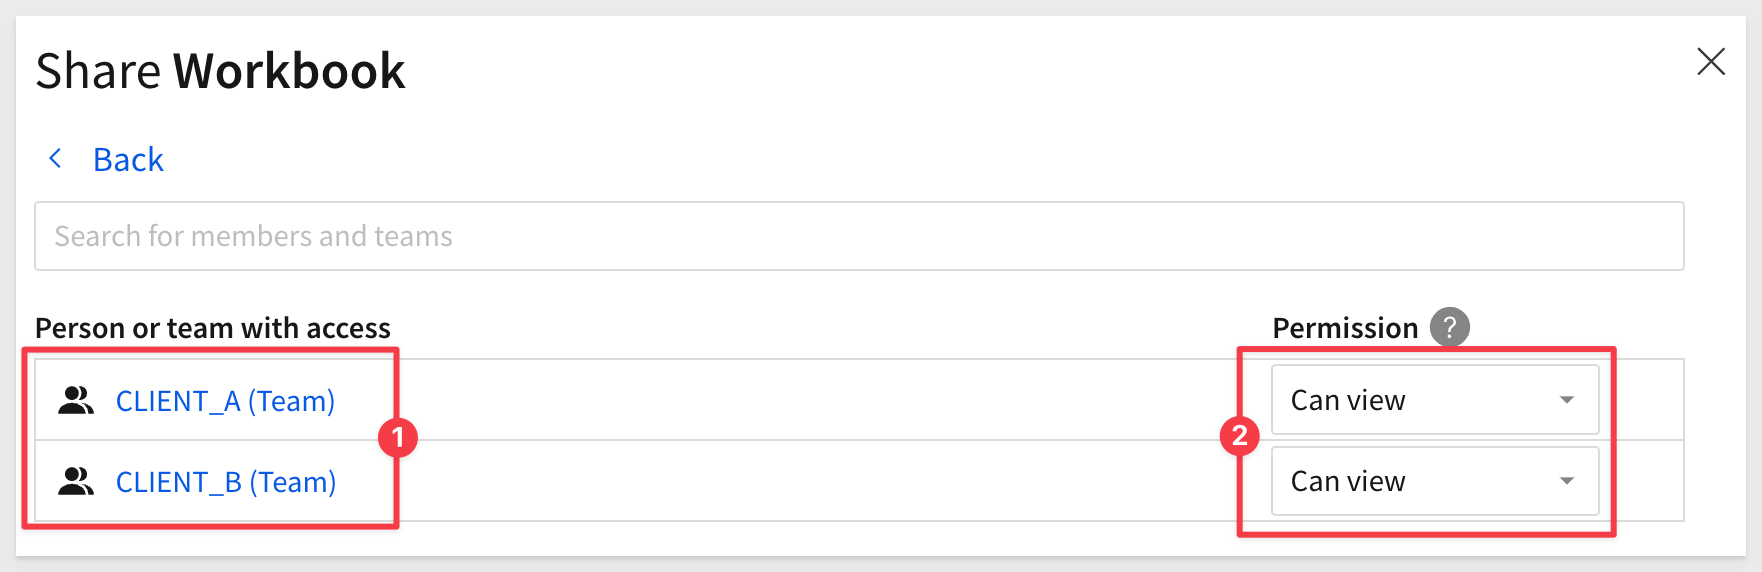 Share Workbook
Back
Search for members and teams
Person or team with access Permission ?
CLIENT_A (Team) Can view
1 2
CLIENT_B (Team) Can view